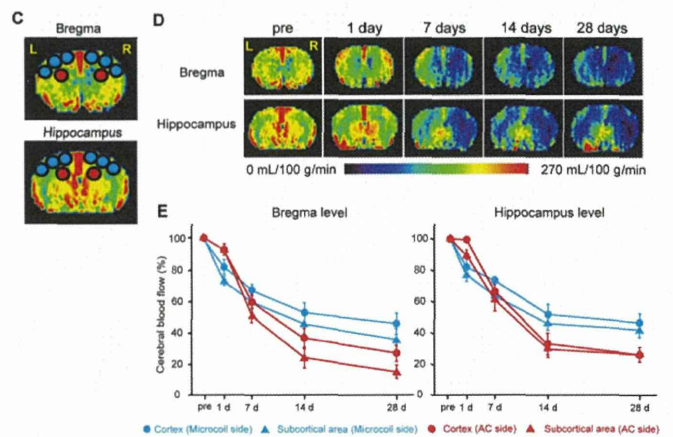 C
Bregma
L R
Hippocampus
D
pre 1 day 7 days 14 days 28 days
L R
Bregma
Hippocampus
0 mL/100 g/min 270 mL/100 g/min
E
Bregma level
Cerebral blood flow (%)
100
80
60
40
20
0
pre 1 d 7 d 14 d 28 d
Hippocampus level
100
80
60
40
20
0
pre 1 d 7 d 14 d 28 d
Cortex (Microcoil side) Subcortical area (Microcoil side) Cortex (AC side) Subcortical area (AC side)